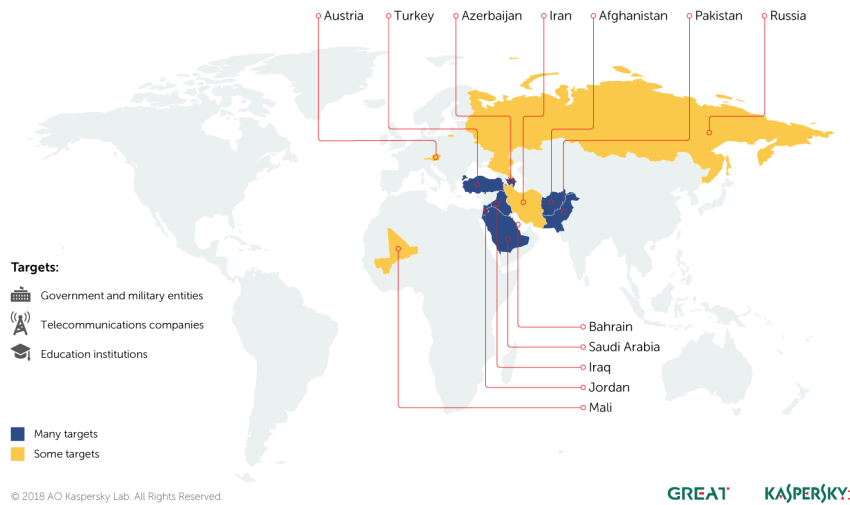 Austria
Turkey
Azerbaijan
Iran
Afghanistan
Pakistan
Russia
Targets:
Government and military entities
Telecommunications companies
Education institutions
Bahrain
Saudi Arabia
Iraq
Jordan
Mali
Many targets
Some targets
© 2018 AO Kaspersky Lab. All Rights Reserved.
GREAT
KASPERSKY